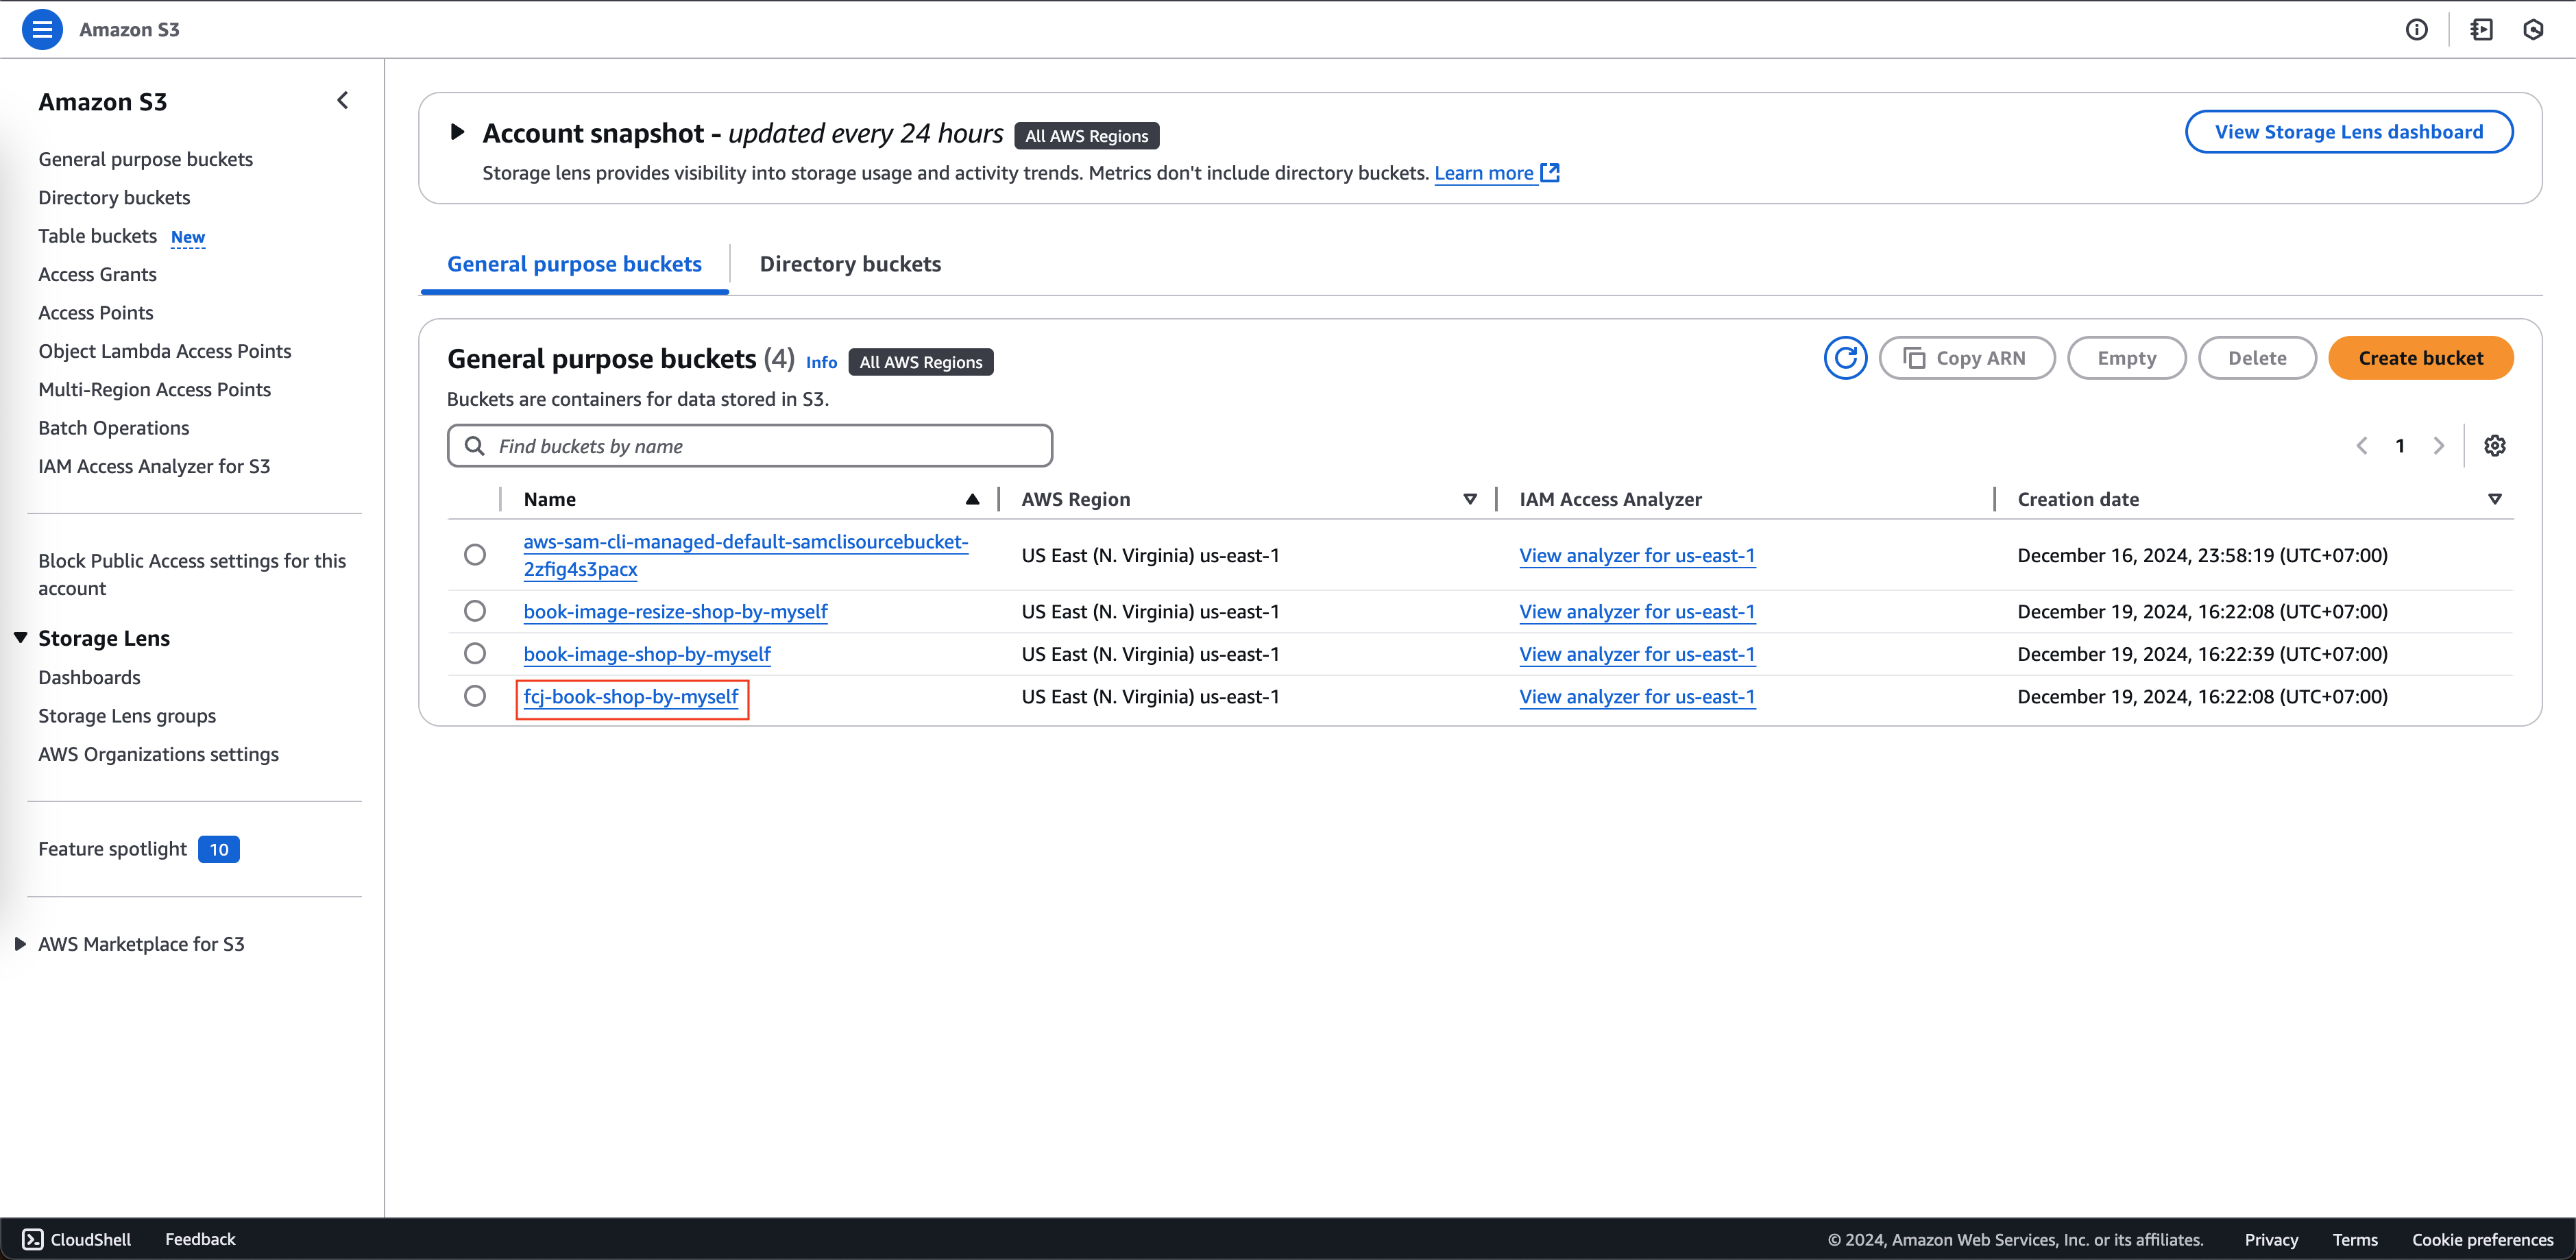 Amazon S3
Amazon S3
General purpose buckets
Directory buckets
Table buckets New
Access Grants
Access Points
Object Lambda Access Points
Multi-Region Access Points
Batch Operations
IAM Access Analyzer for S3
Block Public Access settings for this
account
Storage Lens
Dashboards
Storage Lens groups
AWS Organizations settings
Feature spotlight 10
AWS Marketplace for S3
Account snapshot - updated every 24 hours All AWS Regions
View Storage Lens dashboard
Storage lens provides visibility into storage usage and activity trends. Metrics don't include directory buckets. Learn more
General purpose buckets Directory buckets
General purpose buckets (4) Info All AWS Regions
Copy ARN Empty Delete Create bucket
Buckets are containers for data stored in S3.
Find buckets by name
1
Name AWS Region IAM Access Analyzer Creation date
aws-sam-cli-managed-default-samclisourcebucket-
2zfig4s3pacx
US East (N. Virginia) us-east-1 View analyzer for us-east-1 December 16, 2024, 23:58:19 (UTC+07:00)
book-image-resize-shop-by-myself US East (N. Virginia) us-east-1 View analyzer for us-east-1 December 19, 2024, 16:22:08 (UTC+07:00)
book-image-shop-by-myself US East (N. Virginia) us-east-1 View analyzer for us-east-1 December 19, 2024, 16:22:39 (UTC+07:00)
fcj-book-shop-by-myself US East (N. Virginia) us-east-1 View analyzer for us-east-1 December 19, 2024, 16:22:08 (UTC+07:00)
CloudShell Feedback © 2024, Amazon Web Services, Inc. or its affiliates. Privacy Terms Cookie preferences